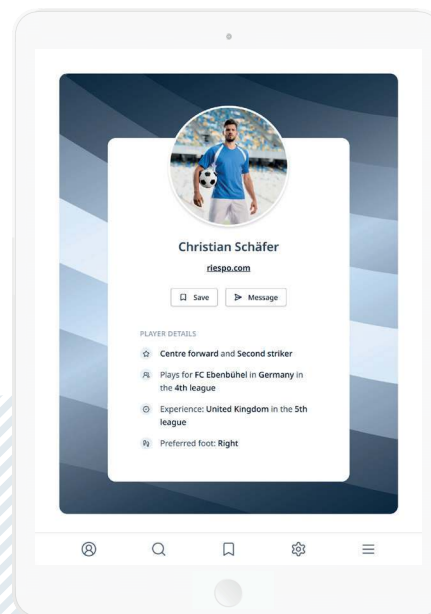 Christian Schäfer
riespo.com
Save
Message
PLAYER DETAILS
Centre forward and Second striker
Plays for FC Ebenbühel in Germany in
the 4th league
Experience: United Kingdom in the 5th
league
Preferred foot: Right